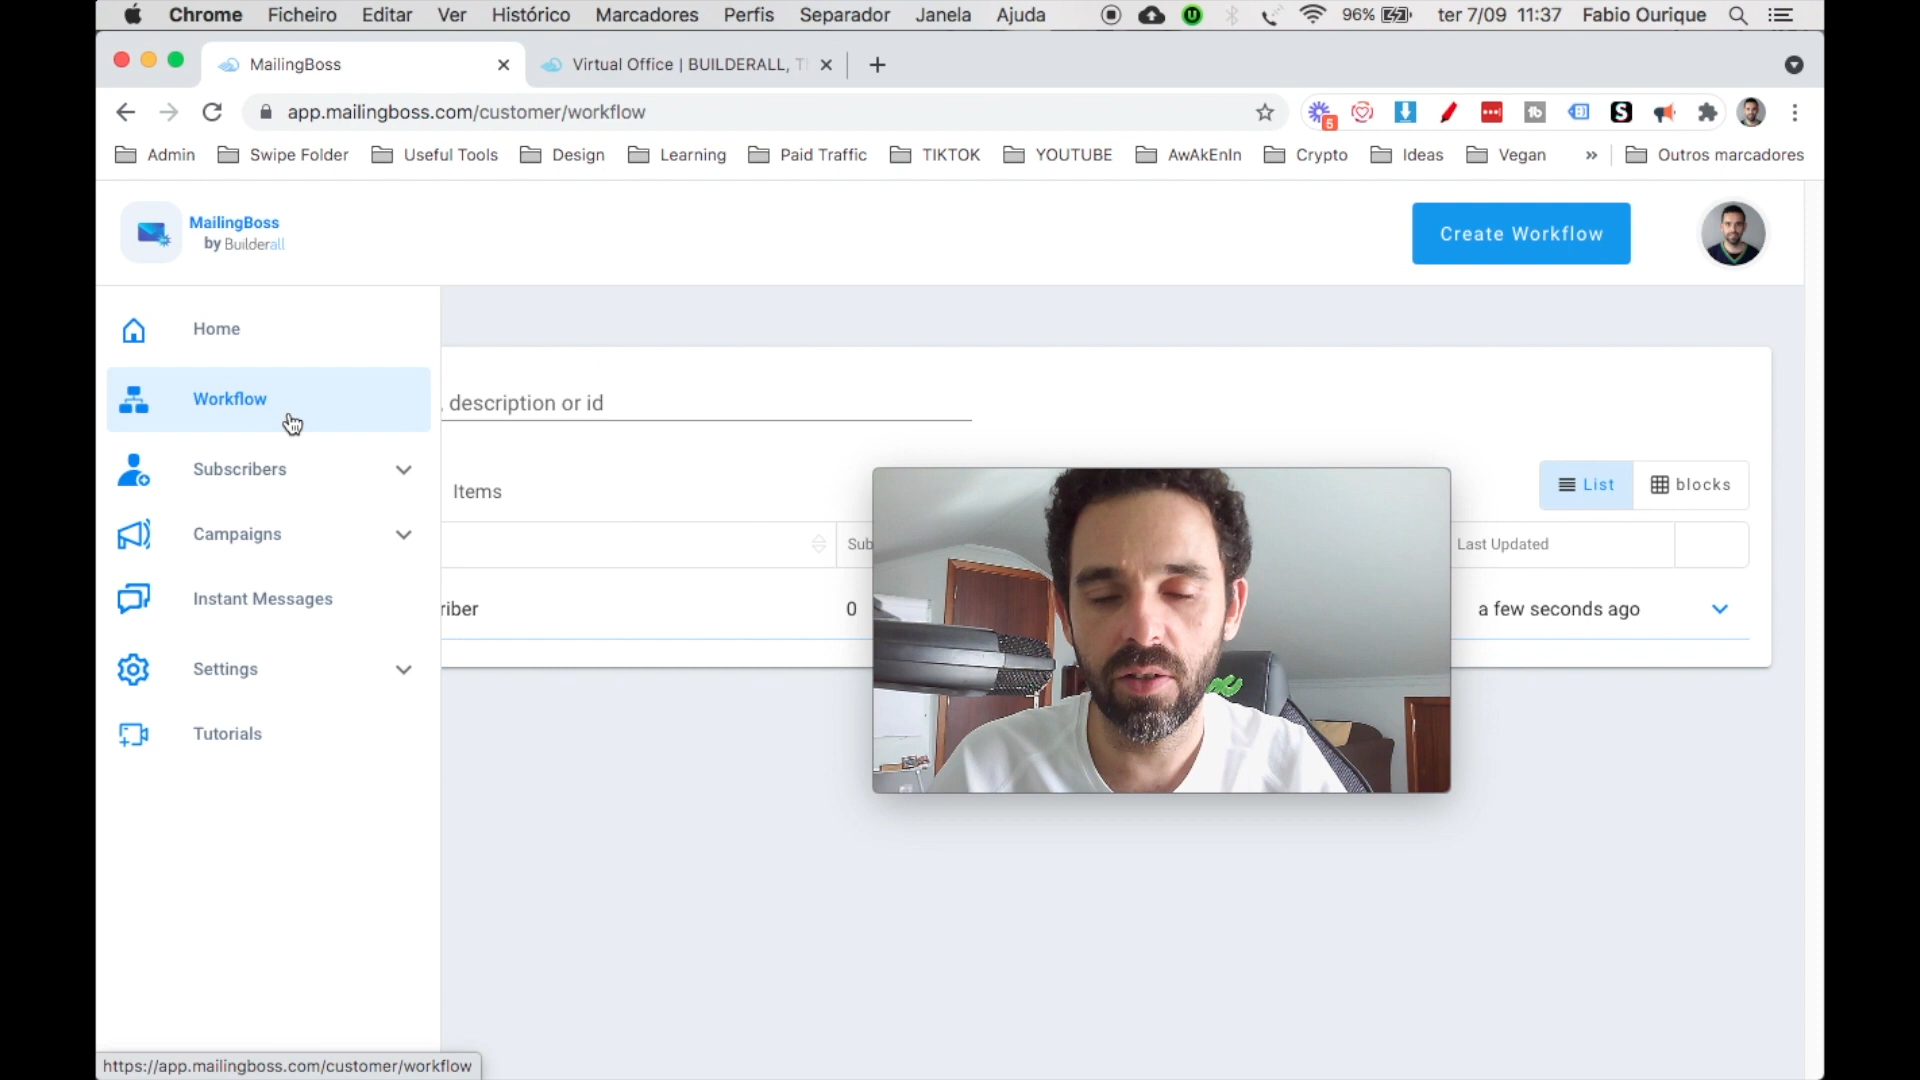 Chrome Ficheiro Editar Ver Histórico Marcadores Perfis Separador Janela Ajuda U 96% ter 7/09 11:37 Fabio Ourique
MailingBoss Virtual Office | BUILDERALL, T
app.mailingboss.com/customer/workflow 5 tb S
Admin Swipe Folder Useful Tools Design Learning Paid Traffic TIKTOK YOUTUBE AwAkEnIn Crypto Ideas Vegan » Outros marcadores
MailingBoss
by Builderall
Create Workflow
Home
Workflow
, description or id
Subscribers
Items
List blocks
Campaigns
Sub
Last Updated
Instant Messages
riber 0 a few seconds ago
Settings
Tutorials
https://app.mailingboss.com/customer/workflow